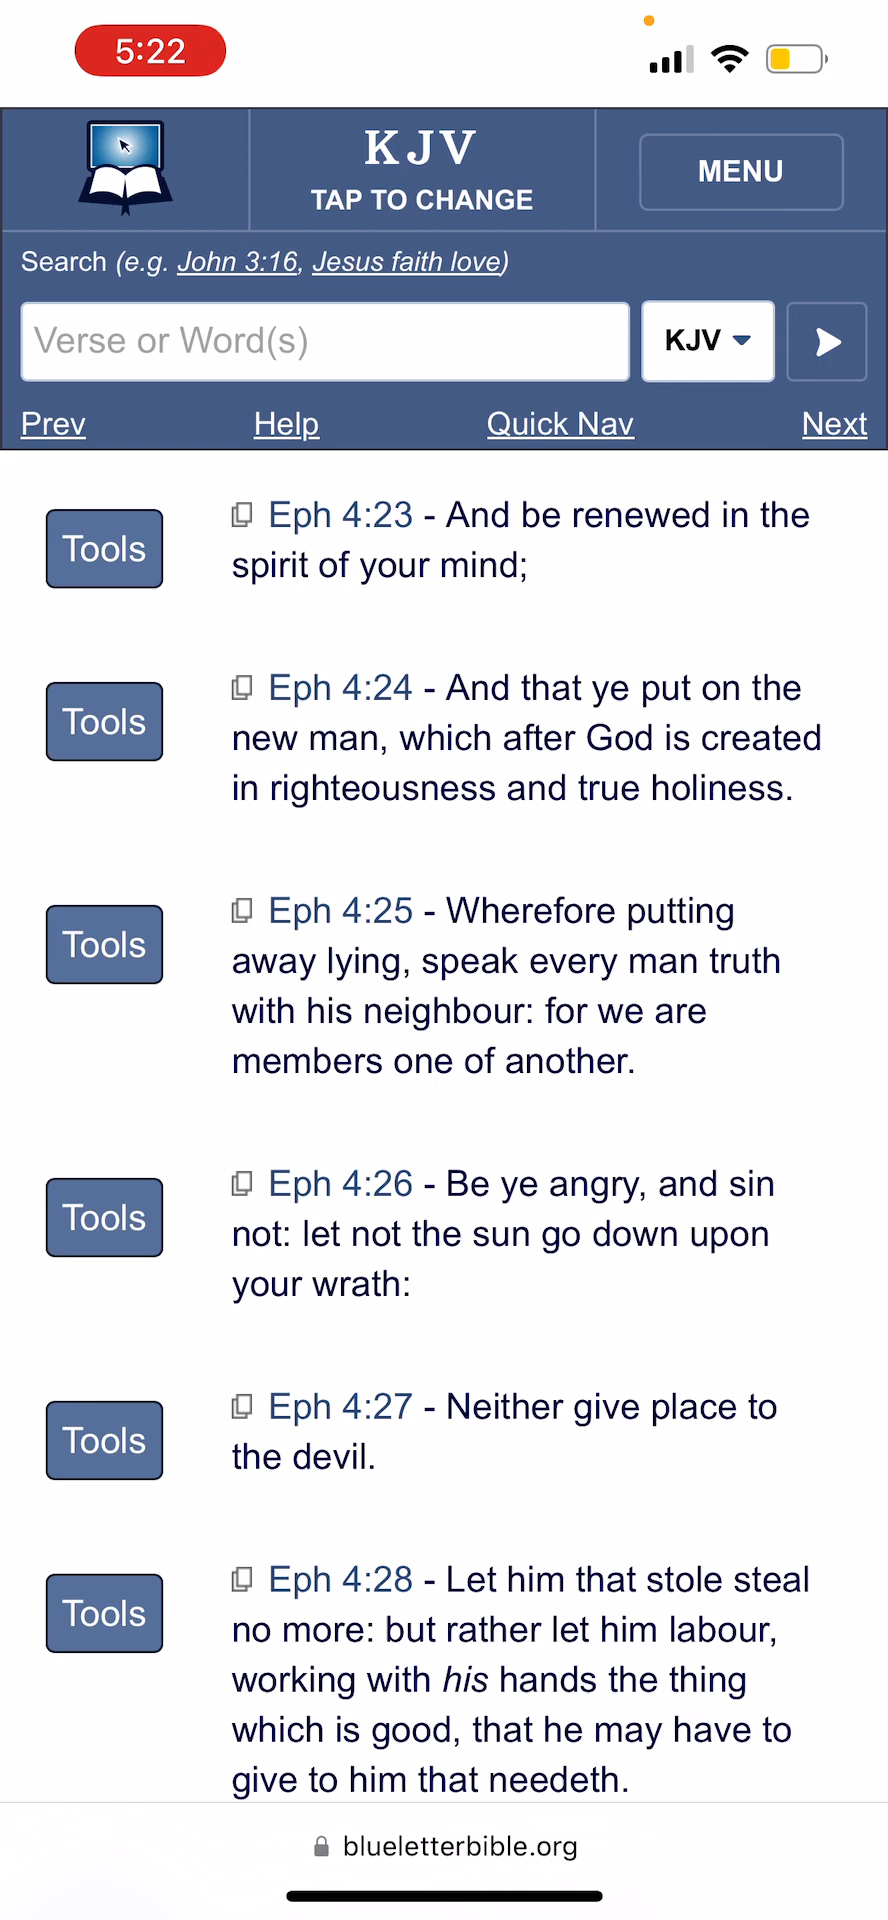 5:22
KJV
TAP TO CHANGE
MENU
Search (e.g. John 3:16, Jesus faith love)
Verse or Word(s)
KJV
Prev
Help
Quick Nav
Next
Tools
Eph 4:23 - And be renewed in the
spirit of your mind;
Tools
Eph 4:24 - And that ye put on the
new man, which after God is created
in righteousness and true holiness.
Tools
Eph 4:25 - Wherefore putting
away lying, speak every man truth
with his neighbour: for we are
members one of another.
Tools
Eph 4:26 - Be ye angry, and sin
not: let not the sun go down upon
your wrath:
Tools
Eph 4:27 - Neither give place to
the devil.
Tools
Eph 4:28 - Let him that stole steal
no more: but rather let him labour,
working with his hands the thing
which is good, that he may have to
give to him that needeth.
blueletterbible.org